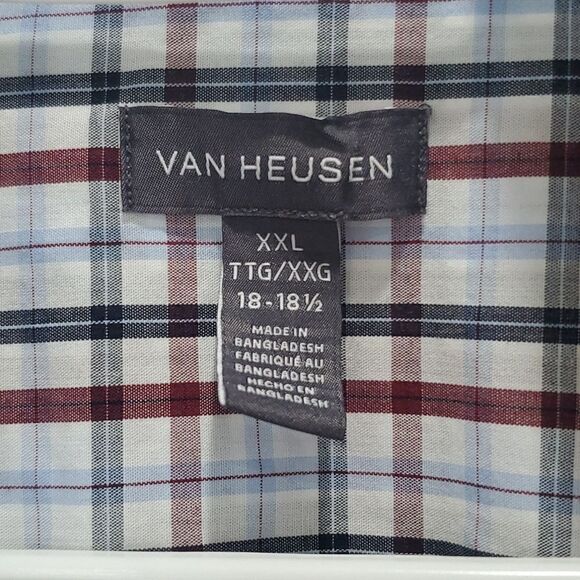 VAN HEUSEN
XXL
TTG/XXG
18-18½
MADE IN
BANGLADESH
FABRIQUÉ AU
BANGLADESH
HECHO EN
BANGLADESH